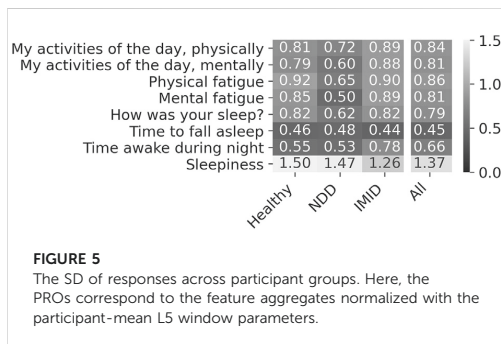 My activities of the day, physically 0.81 0.72 0.89 0.84
My activities of the day, mentally 0.79 0.60 0.88 0.81
Physical fatigue 0.92 0.65 0.90 0.86
Mental fatigue 0.85 0.50 0.89 0.81
How was your sleep? 0.82 0.62 0.82 0.79
Time to fall asleep 0.46 0.48 0.44 0.45
Time awake during night 0.55 0.53 0.78 0.66
Sleepiness 1.50 1.47 1.26 1.37
Healthy NDD IMID All
1.5
1.0
0.5
0.0
FIGURE 5
The SD of responses across participant groups. Here, the
PROs correspond to the feature aggregates normalized with the
participant-mean L5 window parameters.